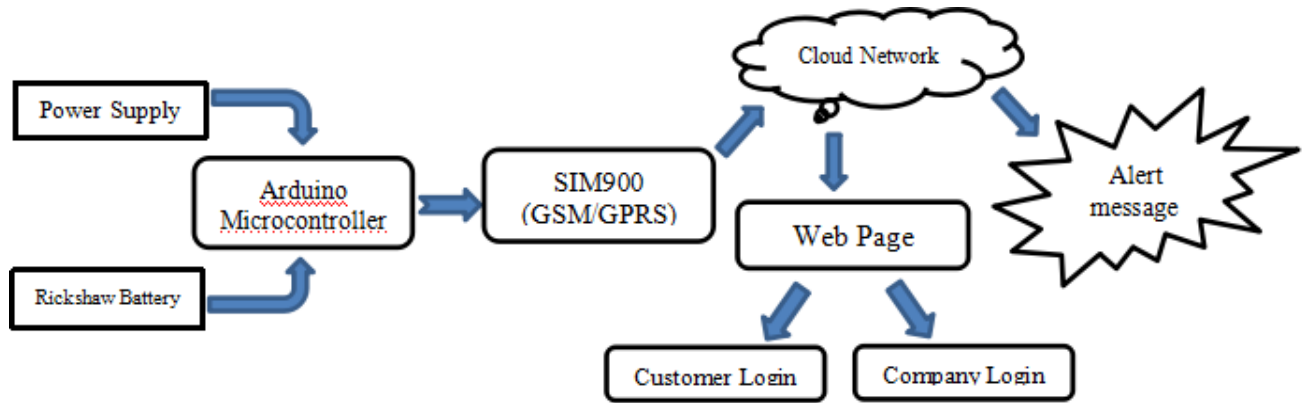 Power Supply
Rickshaw Battery
Arduino
Microcontroller
SIM900
(GSM/GPRS)
Cloud Network
Web Page
Alert
message
Customer Login
Company Login